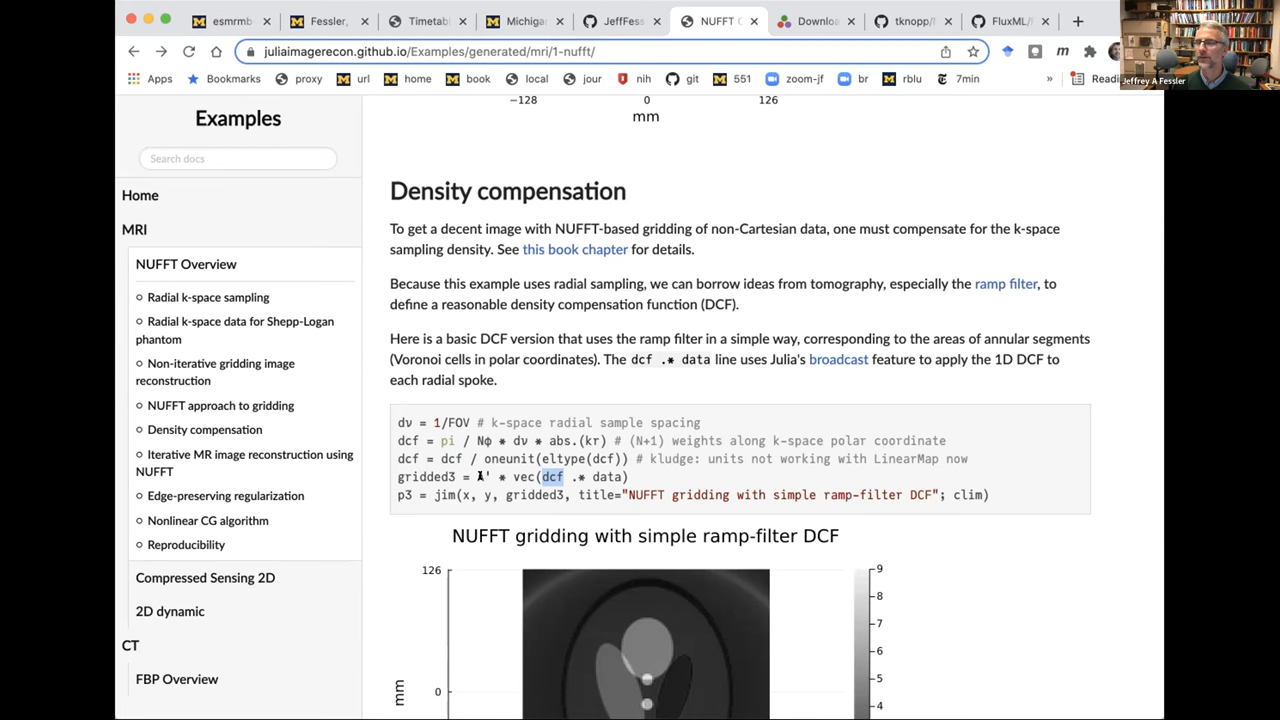 esmrmb-
Fessler,
Timetabl
Michigan
JeffFess
NUFFT O
Downloa
tknopp/
FluxML/
juliaimagerecon.github.io/Examples/generated/mri/1-nufft/
Apps
Bookmarks
proxy
url
home
book
local
jour
nih
git
551
zoom-jf
br
rblu
7min
»
Readi
Jeffrey A Fessler
Examples
Search docs
Home
MRI
NUFFT Overview
Radial k-space sampling
Radial k-space data for Shepp-Logan
phantom
Non-iterative gridding image
reconstruction
NUFFT approach to gridding
Density compensation
Iterative MR image reconstruction using
NUFFT
Edge-preserving regularization
Nonlinear CG algorithm
Reproducibility
Compressed Sensing 2D
2D dynamic
CT
FBP Overview
−128 0 126
mm
Density compensation
To get a decent image with NUFFT-based gridding of non-Cartesian data, one must compensate for the k-space
sampling density. See this book chapter for details.
Because this example uses radial sampling, we can borrow ideas from tomography, especially the ramp filter, to
define a reasonable density compensation function (DCF).
Here is a basic DCF version that uses the ramp filter in a simple way, corresponding to the areas of annular segments
(Voronoi cells in polar coordinates). The dcf .* data line uses Julia's broadcast feature to apply the 1D DCF to
each radial spoke.
dν = 1/FOV # k-space radial sample spacing
dcf = pi / Nϕ * dν * abs.(kr) # (N+1) weights along k-space polar coordinate
dcf = dcf / oneunit(eltype(dcf)) # kludge: units not working with LinearMap now
gridded3 = A' * vec(dcf .* data)
p3 = jim(x, y, gridded3, title="NUFFT gridding with simple ramp-filter DCF"; clim)
NUFFT gridding with simple ramp-filter DCF
126
0
mm
9
8
7
6
5
4